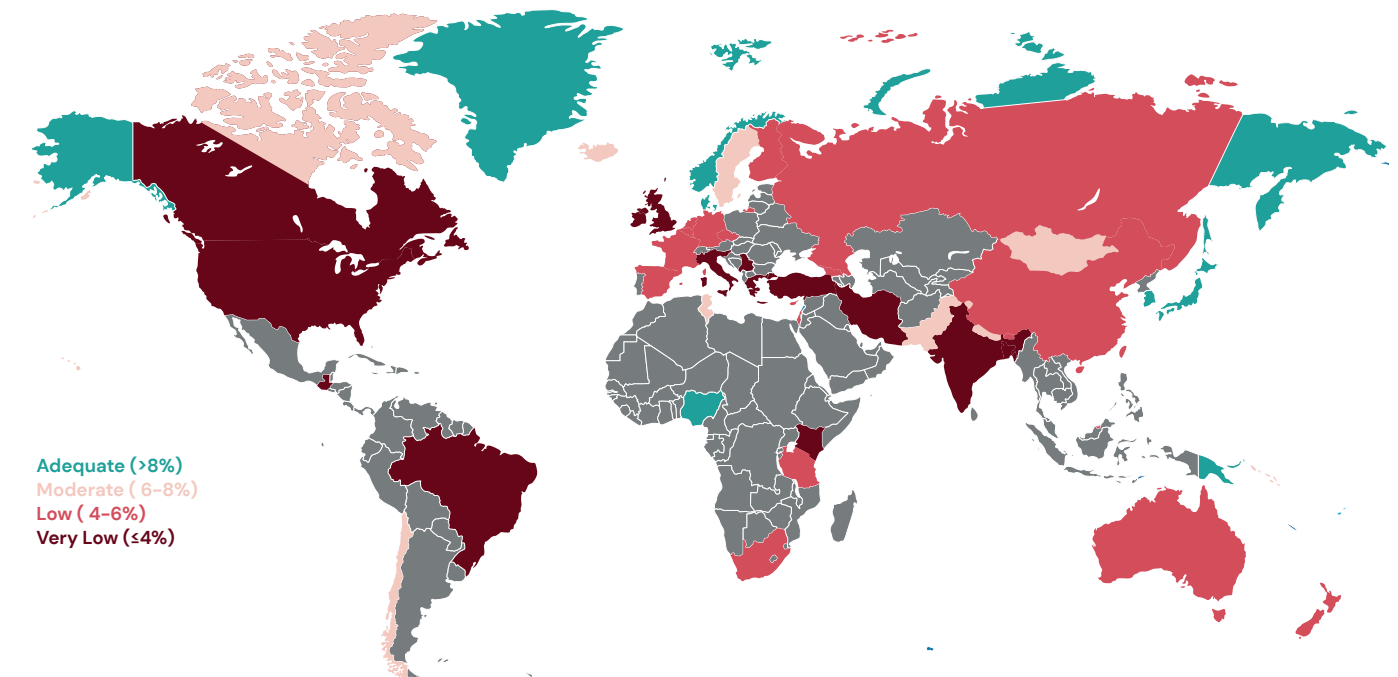 Adequate (>8%)
Moderate ( 6-8%)
Low ( 4-6%)
Very Low (≤4%)